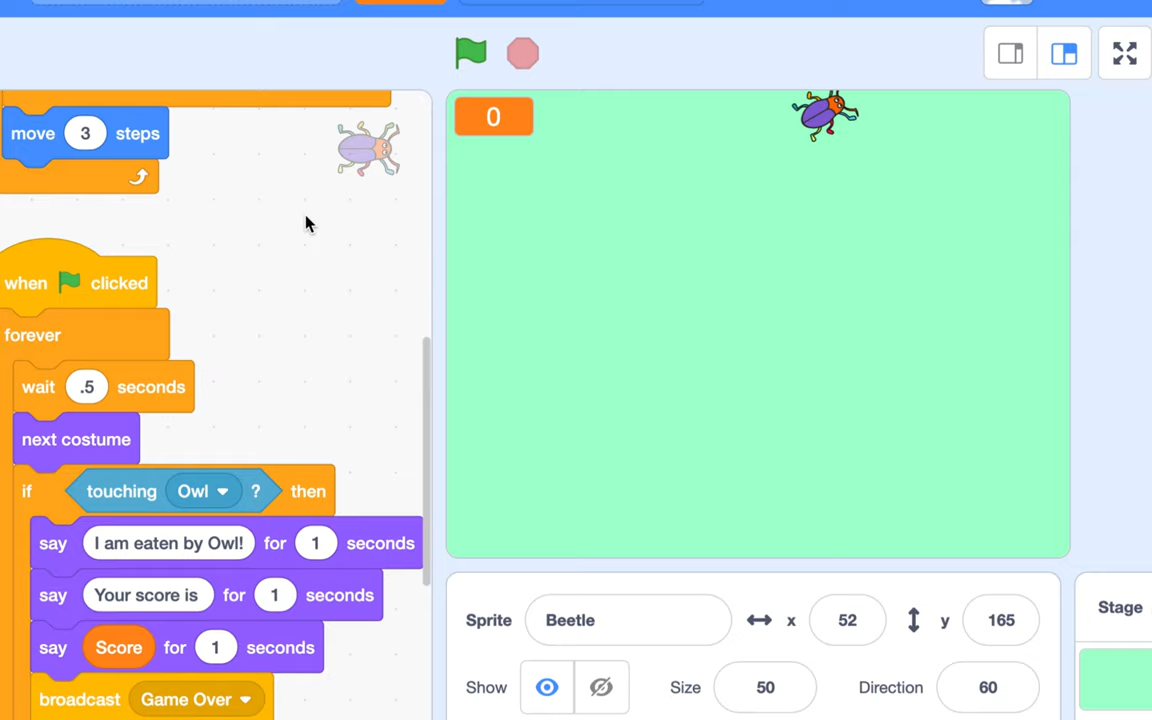 0
move 3 steps
when clicked
forever
wait .5 seconds
next costume
if touching Owl ? then
say I am eaten by Owl! for 1 seconds
say Your score is for 1 seconds
say Score for 1 seconds
broadcast Game Over
Sprite Beetle x 52 y 165
Show Size 50 Direction 60
Stage